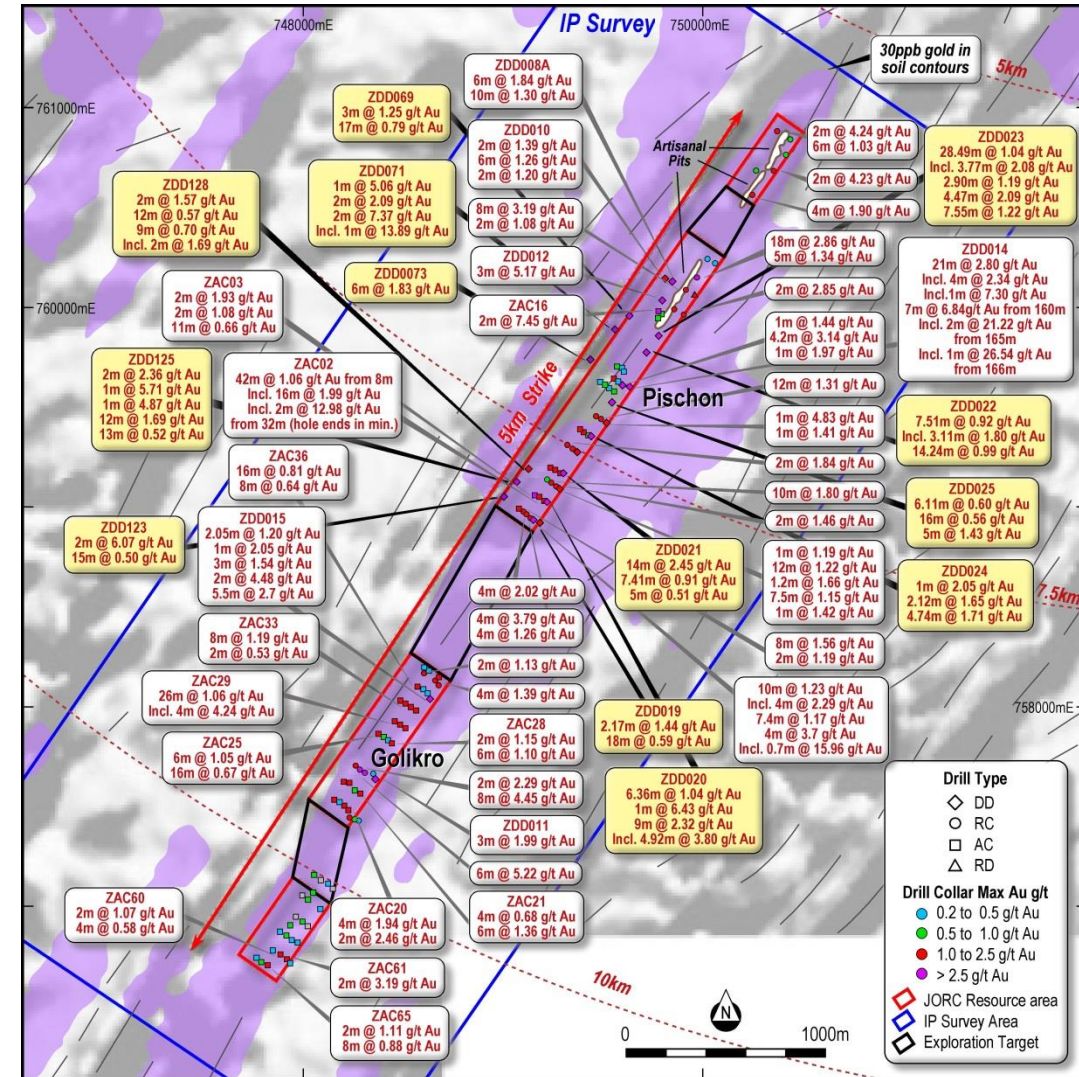 748000mE
IP Survey
750000mE
30ppb gold in
soil contours
5km
761000mE
ZDD008A
6m @ 1.84 g/t Au
10m @ 1.30 g/t Au
ZDD069
3m @ 1.25 g/t Au
17m @ 0.79 g/t Au
ZDD010
2m @ 1.39 g/t Au
6m @ 1.26 g/t Au
2m @ 1.20 g/t Au
Artisanal
Pits
2m @ 4.24 g/t Au
6m @ 1.03 g/t Au
ZDD023
28.49m @ 1.04 g/t Au
Incl. 3.77m @ 2.08 g/t Au
2.90m @ 1.19 g/t Au
4.47m @ 2.09 g/t Au
7.55m @ 1.22 g/t Au
ZDD071
1m @ 5.06 g/t Au
2m @ 2.09 g/t Au
2m @ 7.37 g/t Au
Incl. 1m @ 13.89 g/t Au
2m @ 4.23 g/t Au
ZDD128
2m @ 1.57 g/t Au
12m @ 0.57 g/t Au
9m @ 0.70 g/t Au
Incl. 2m @ 1.69 g/t Au
8m @ 3.19 g/t Au
2m @ 1.08 g/t Au
4m @ 1.90 g/t Au
18m @ 2.86 g/t Au
5m @ 1.34 g/t Au
ZDD014
21m @ 2.80 g/t Au
Incl. 4m @ 2.34 g/t Au
Incl.1m @ 7.30 g/t Au
7m @ 6.84g/t Au from 160m
Incl. 2m @ 21.22 g/t Au
from 165m
Incl. 1m @ 26.54 g/t Au
from 166m
ZDD012
3m @ 5.17 g/t Au
ZDD0073
6m @ 1.83 g/t Au
2m @ 2.85 g/t Au
ZAC03
2m @ 1.93 g/t Au
2m @ 1.08 g/t Au
11m @ 0.66 g/t Au
760000mE
ZAC16
2m @ 7.45 g/t Au
1m @ 1.44 g/t Au
4.2m @ 3.14 g/t Au
1m @ 1.97 g/t Au
ZDD125
2m @ 2.36 g/t Au
1m @ 5.71 g/t Au
1m @ 4.87 g/t Au
12m @ 1.69 g/t Au
13m @ 0.52 g/t Au
ZAC02
42m @ 1.06 g/t Au from 8m
Incl. 16m @ 1.99 g/t Au
Incl. 2m @ 12.98 g/t Au
from 32m (hole ends in min.)
5km Strike
Pischon
12m @ 1.31 g/t Au
1m @ 4.83 g/t Au
1m @ 1.41 g/t Au
ZDD022
7.51m @ 0.92 g/t Au
Incl. 3.11m @ 1.80 g/t Au
14.24m @ 0.99 g/t Au
ZAC36
16m @ 0.81 g/t Au
8m @ 0.64 g/t Au
2m @ 1.84 g/t Au
10m @ 1.80 g/t Au
ZDD025
6.11m @ 0.60 g/t Au
16m @ 0.56 g/t Au
5m @ 1.43 g/t Au
ZDD123
2m @ 6.07 g/t Au
15m @ 0.50 g/t Au
ZDD015
2.05m @ 1.20 g/t Au
1m @ 2.05 g/t Au
3m @ 1.54 g/t Au
2m @ 4.48 g/t Au
5.5m @ 2.7 g/t Au
2m @ 1.46 g/t Au
ZDD021
14m @ 2.45 g/t Au
7.41m @ 0.91 g/t Au
5m @ 0.51 g/t Au
1m @ 1.19 g/t Au
12m @ 1.22 g/t Au
1.2m @ 1.66 g/t Au
7.5m @ 1.15 g/t Au
1m @ 1.42 g/t Au
ZDD024
1m @ 2.05 g/t Au
2.12m @ 1.65 g/t Au
4.74m @ 1.71 g/t Au
7.5km
4m @ 2.02 g/t Au
4m @ 3.79 g/t Au
4m @ 1.26 g/t Au
ZAC33
8m @ 1.19 g/t Au
2m @ 0.53 g/t Au
8m @ 1.56 g/t Au
2m @ 1.19 g/t Au
2m @ 1.13 g/t Au
ZAC29
26m @ 1.06 g/t Au
Incl. 4m @ 4.24 g/t Au
4m @ 1.39 g/t Au
10m @ 1.23 g/t Au
Incl. 4m @ 2.29 g/t Au
7.4m @ 1.17 g/t Au
4m @ 3.7 g/t Au
Incl. 0.7m @ 15.96 g/t Au
758000mE
ZDD019
2.17m @ 1.44 g/t Au
18m @ 0.59 g/t Au
ZAC28
2m @ 1.15 g/t Au
6m @ 1.10 g/t Au
ZAC25
6m @ 1.05 g/t Au
16m @ 0.67 g/t Au
Golikro
2m @ 2.29 g/t Au
8m @ 4.45 g/t Au
ZDD020
6.36m @ 1.04 g/t Au
1m @ 6.43 g/t Au
9m @ 2.32 g/t Au
Incl. 4.92m @ 3.80 g/t Au
ZDD011
3m @ 1.99 g/t Au
6m @ 5.22 g/t Au
ZAC21
4m @ 0.68 g/t Au
6m @ 1.36 g/t Au
ZAC60
2m @ 1.07 g/t Au
4m @ 0.58 g/t Au
ZAC20
4m @ 1.94 g/t Au
2m @ 2.46 g/t Au
ZAC61
2m @ 3.19 g/t Au
ZAC65
2m @ 1.11 g/t Au
8m @ 0.88 g/t Au
10km
N
0
1000m
Drill Type
DD
RC
AC
RD
Drill Collar Max Au g/t
0.2 to 0.5 g/t Au
0.5 to 1.0 g/t Au
1.0 to 2.5 g/t Au
> 2.5 g/t Au
JORC Resource area
IP Survey Area
Exploration Target